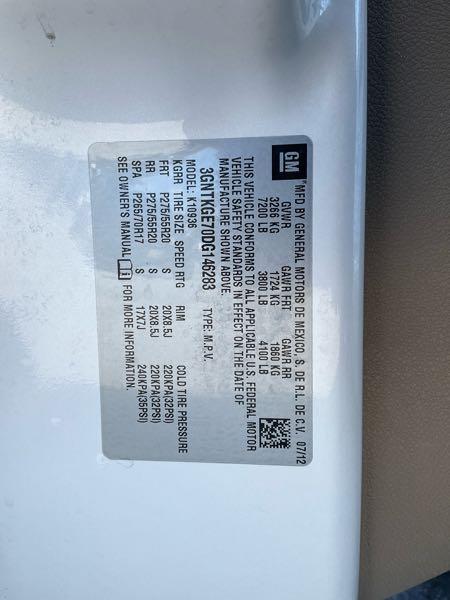 GM
MFD BY GENERAL MOTORS DE MEXICO, S. DE R.L. DE C.V. 07/12
GVWR GAWR FRT GAWR RR
3266 KG 1724 KG 1860 KG
7200 LB 3800 LB 4100 LB
THIS VEHICLE CONFORMS TO ALL APPLICABLE U.S. FEDERAL MOTOR
VEHICLE SAFETY STANDARDS IN EFFECT ON THE DATE OF
MANUFACTURE SHOWN ABOVE.
3GNTKGE70DG146283 TYPE: M.P.V.
MODEL: K10936
KGRR TIRE SIZE SPEED RTG RIM COLD TIRE PRESSURE
FRT P275/55R20 S 20X8.5J 220KPA(32PSI)
RR P275/55R20 S 20X8.5J 220KPA(32PSI)
SPA P265/70R17 S 17X7J 240KPA(35PSI)
SEE OWNER'S MANUAL FOR MORE INFORMATION.